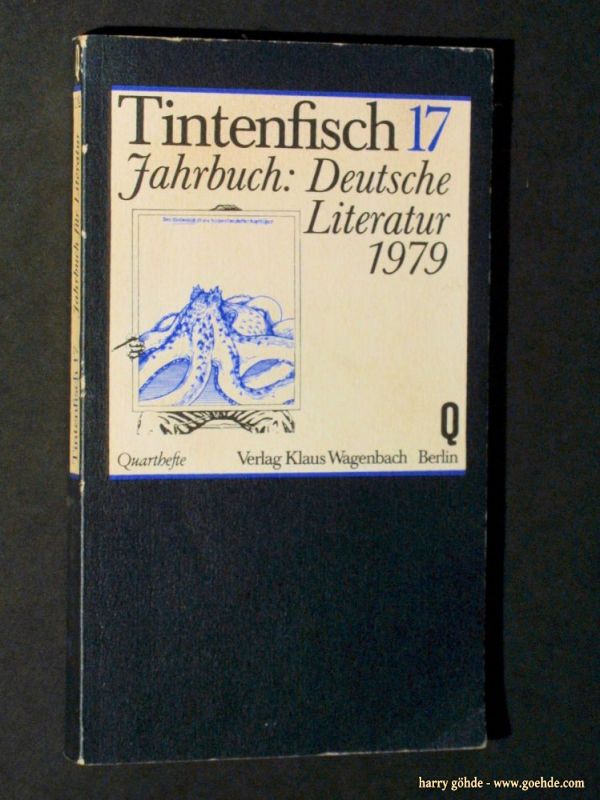 Tintenfisch 17
Jahrbuch: Deutsche
Literatur
1979
Q
Quarthefte
Verlag Klaus Wagenbach Berlin
Tintenfisch 17 Jahrbuch für Literatur
harry göhde - www.goehde.com